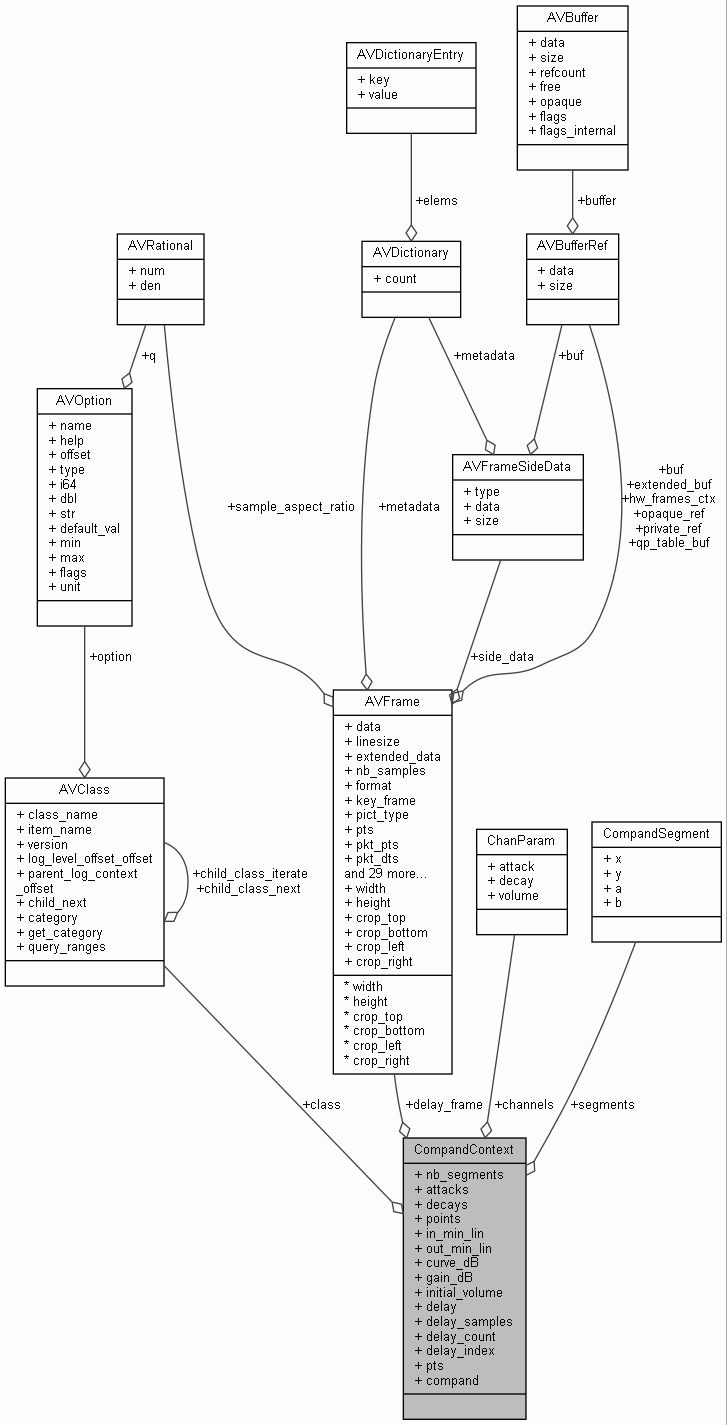 AVBuffer
+ data
+ size
+ refcount
+ free
+ opaque
+ flags
+ flags_internal
AVDictionaryEntry
+ key
+ value
+elems
+buffer
AVRational
+ num
+ den
AVDictionary
+ count
AVBufferRef
+ data
+ size
+q
+metadata
+buf
AVOption
+ name
+ help
+ offset
+ type
+ i64
+ dbl
+ str
+ default_val
+ min
+ max
+ flags
+ unit
AVFrameSideData
+ type
+ data
+ size
+sample_aspect_ratio
+metadata
+buf
+extended_buf
+hw_frames_ctx
+opaque_ref
+private_ref
+qp_table_buf
+option
+side_data
AVFrame
+ data
+ linesize
+ extended_data
+ nb_samples
+ format
+ key_frame
+ pict_type
+ pts
+ pkt_pts
+ pkt_dts
and 29 more...
+ width
+ height
+ crop_top
+ crop_bottom
+ crop_left
+ crop_right
* width
* height
* crop_top
* crop_bottom
* crop_left
* crop_right
AVClass
+ class_name
+ item_name
+ version
+ log_level_offset_offset
+ parent_log_context
_offset
+ child_next
+ category
+ get_category
+ query_ranges
+child_class_iterate
+child_class_next
ChanParam
+ attack
+ decay
+ volume
CompandSegment
+ x
+ y
+ a
+ b
+class
+delay_frame
+channels
+segments
CompandContext
+ nb_segments
+ attacks
+ decays
+ points
+ in_min_lin
+ out_min_lin
+ curve_dB
+ gain_dB
+ initial_volume
+ delay
+ delay_samples
+ delay_count
+ delay_index
+ pts
+ compand